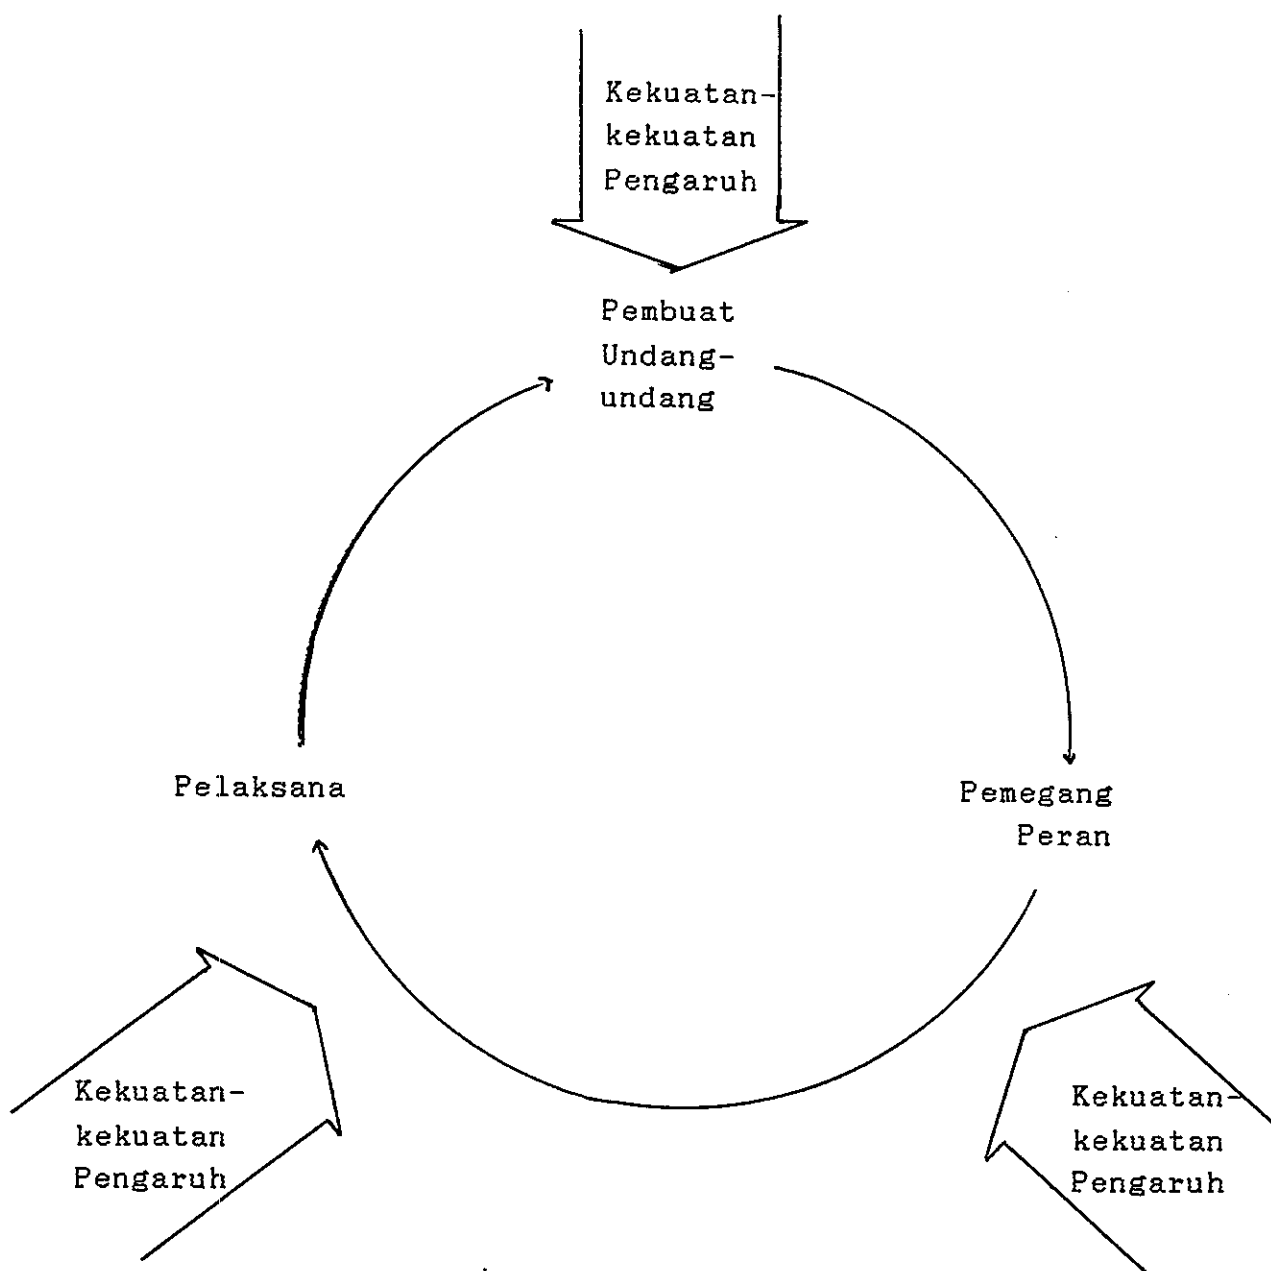 Kekuatan-
kekuatan
Pengaruh
Pembuat
Undang-
undang
Pelaksana
Pemegang
Peran
Kekuatan-
kekuatan
Pengaruh
Kekuatan-
kekuatan
Pengaruh